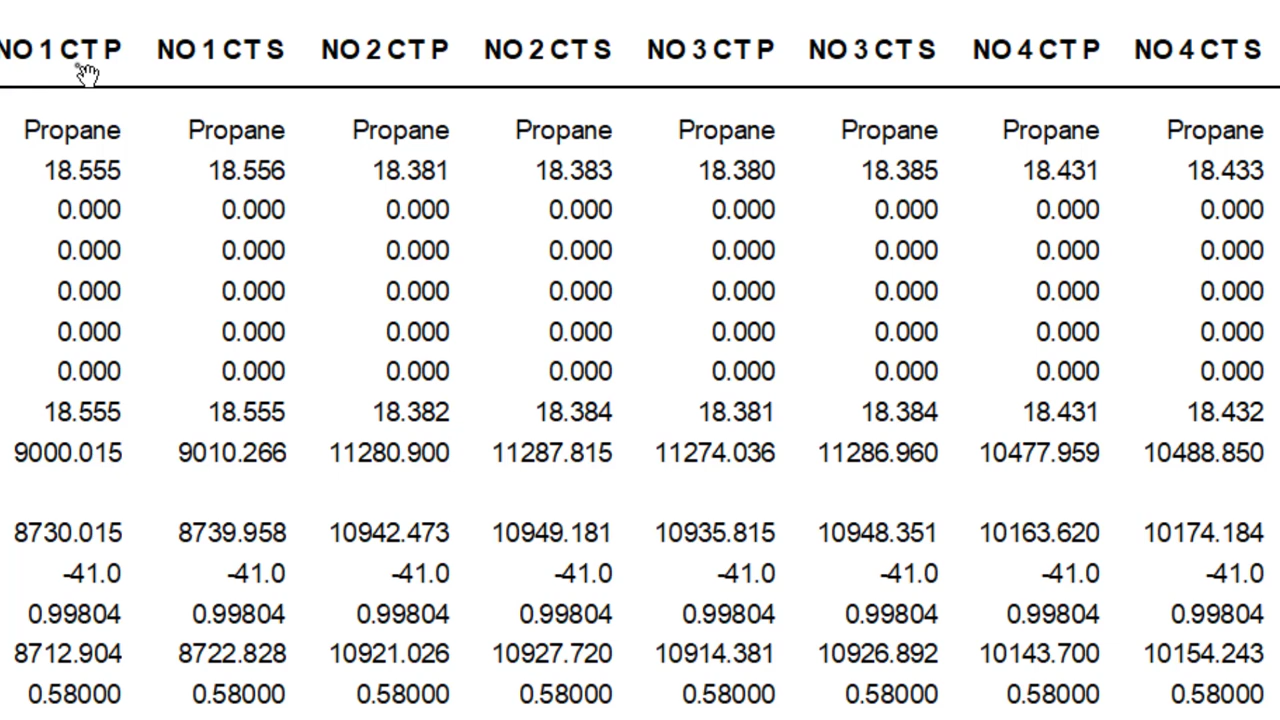 NO 1 CT P NO 1 CT S NO 2 CT P NO 2 CT S NO 3 CT P NO 3 CT S NO 4 CT P NO 4 CT S
Propane Propane Propane Propane Propane Propane Propane Propane
18.555 18.556 18.381 18.383 18.380 18.385 18.431 18.433
0.000 0.000 0.000 0.000 0.000 0.000 0.000 0.000
0.000 0.000 0.000 0.000 0.000 0.000 0.000 0.000
0.000 0.000 0.000 0.000 0.000 0.000 0.000 0.000
0.000 0.000 0.000 0.000 0.000 0.000 0.000 0.000
0.000 0.000 0.000 0.000 0.000 0.000 0.000 0.000
18.555 18.555 18.382 18.384 18.381 18.384 18.431 18.432
9000.015 9010.266 11280.900 11287.815 11274.036 11286.960 10477.959 10488.850
8730.015 8739.958 10942.473 10949.181 10935.815 10948.351 10163.620 10174.184
-41.0 -41.0 -41.0 -41.0 -41.0 -41.0 -41.0 -41.0
0.99804 0.99804 0.99804 0.99804 0.99804 0.99804 0.99804 0.99804
8712.904 8722.828 10921.026 10927.720 10914.381 10926.892 10143.700 10154.243
0.58000 0.58000 0.58000 0.58000 0.58000 0.58000 0.58000 0.58000